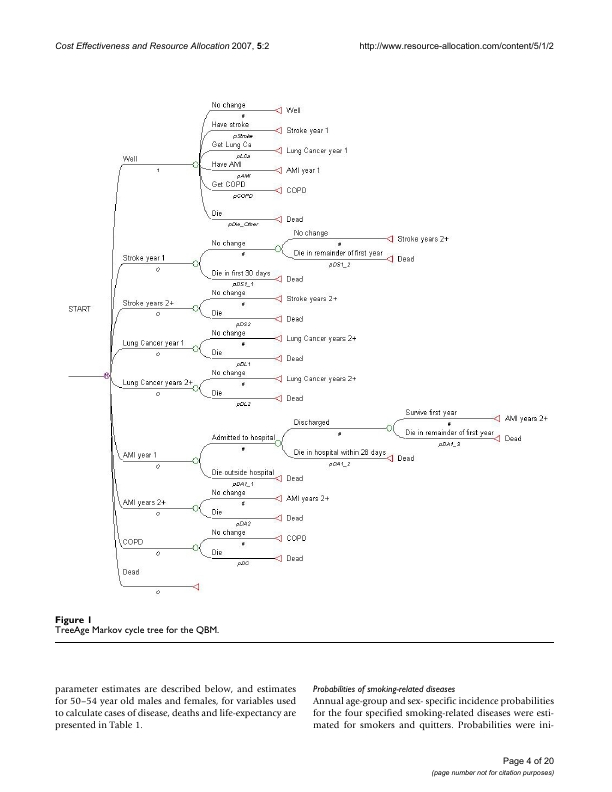 Cost Effectiveness and Resource Allocation 2007, 5:2 http://www.resource-allocation.com/content/5/1/2
No change
#
Well
Have stroke
pStroke
Stroke year 1
Get Lung Ca
pLCa
Lung Cancer year 1
Have AMI
pAMI
AMI year 1
Get COPD
pCOPD
COPD
Die
pDie_Other
Dead
Well
1
No change
#
Stroke years 2+
Die in remainder of first year
pDS1_2
Dead
No change
#
Die in first 30 days
pDS1_1
Dead
Stroke year 1
0
No change
#
Stroke years 2+
Die
pDS2
Dead
Stroke years 2+
0
START
No change
#
Lung Cancer years 2+
Die
pDL1
Dead
Lung Cancer year 1
0
No change
#
Lung Cancer years 2+
Die
pDL2
Dead
Lung Cancer years 2+
0
Survive first year
#
AMI years 2+
Die in remainder of first year
pDA1_3
Dead
Discharged
#
Die in hospital within 28 days
pDA1_2
Dead
Admitted to hospital
#
Die outside hospital
pDA1_1
Dead
AMI year 1
0
No change
#
AMI years 2+
Die
pDA2
Dead
AMI years 2+
0
No change
#
COPD
Die
pDC
Dead
COPD
0
Dead
0
Figure 1
TreeAge Markov cycle tree for the QBM.
parameter estimates are described below, and estimates
for 50–54 year old males and females, for variables used
to calculate cases of disease, deaths and life-expectancy are
presented in Table 1.
Probabilities of smoking-related diseases
Annual age-group and sex- specific incidence probabilities
for the four specified smoking-related diseases were esti-
mated for smokers and quitters. Probabilities were ini-
Page 4 of 20
(page number not for citation purposes)